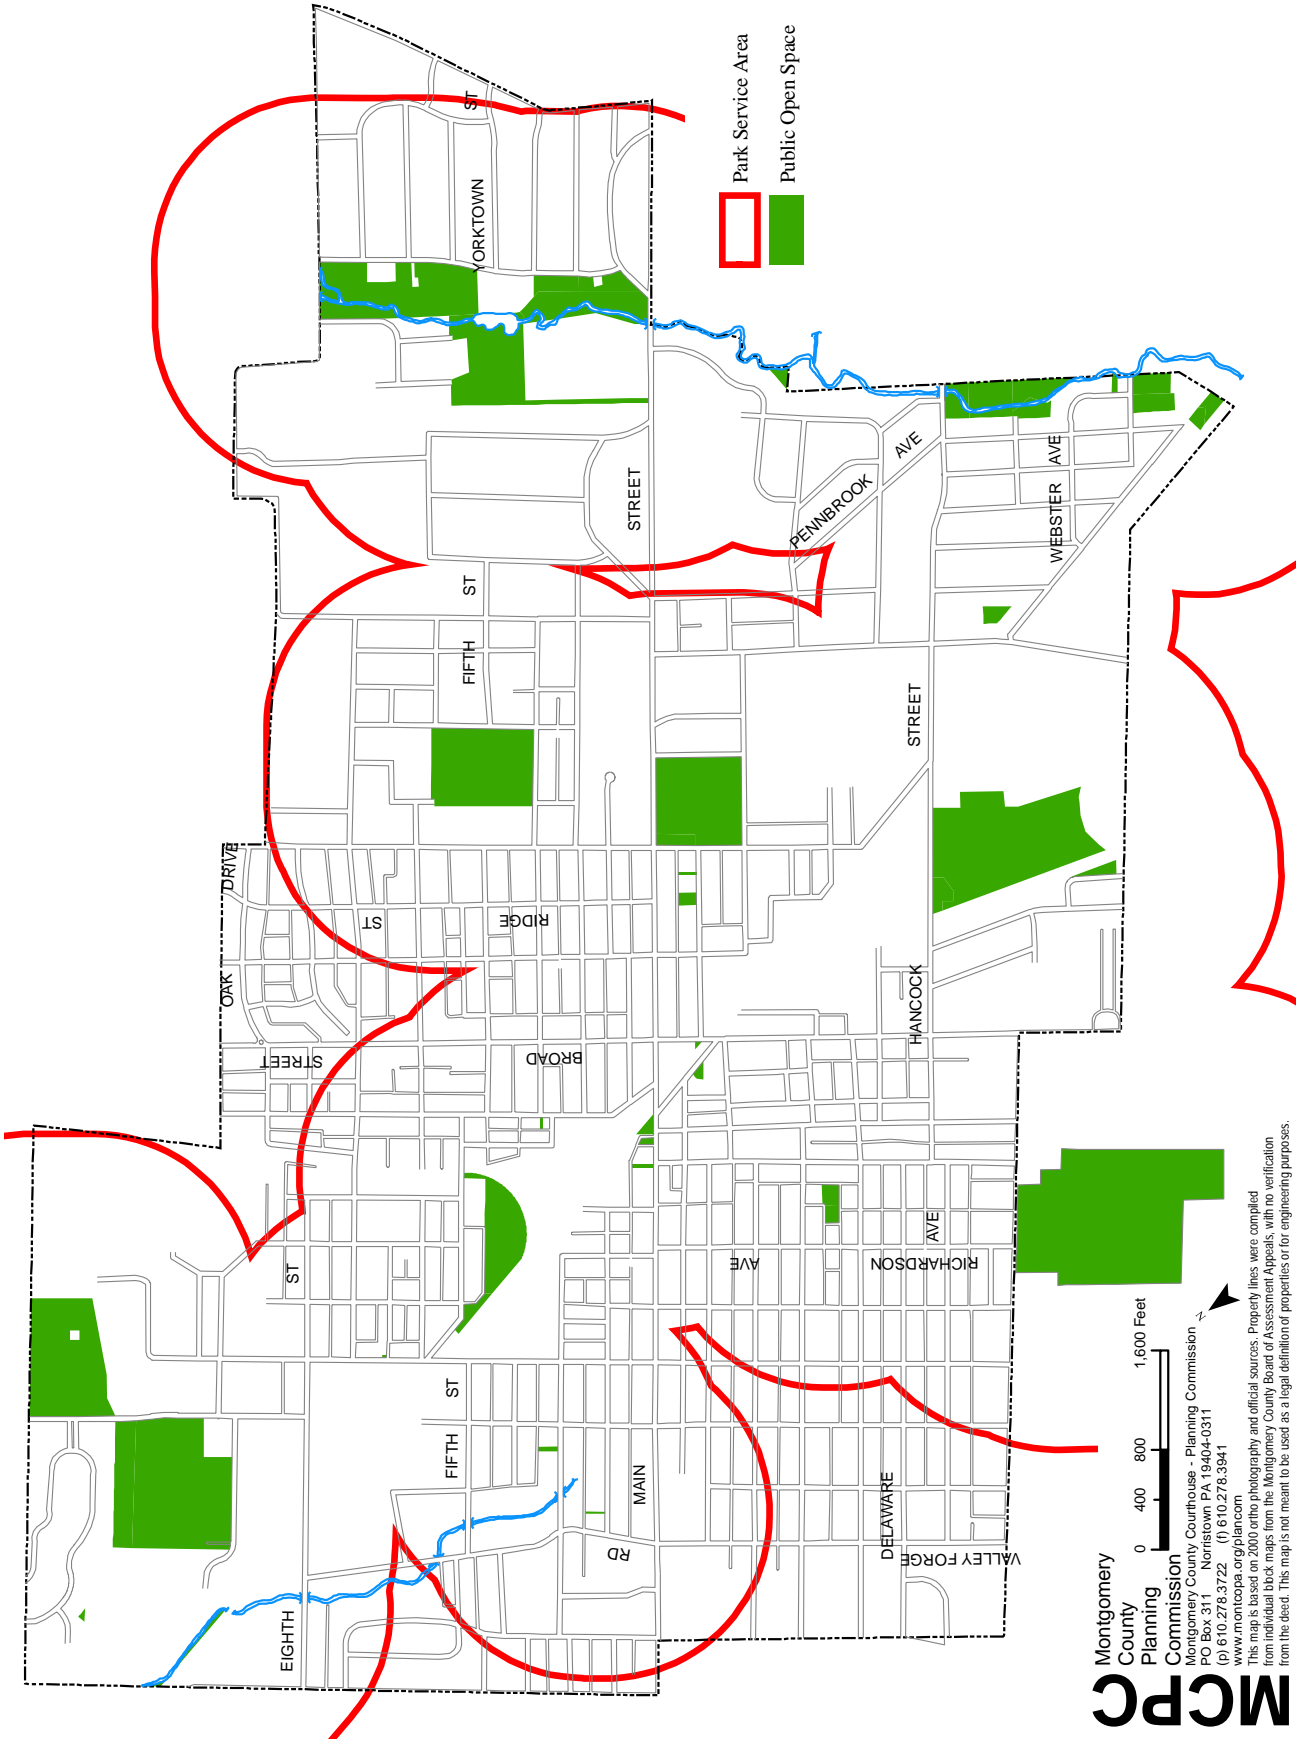 Park Service Area
Public Open Space
YORKTOWN
ST
STREET
PENNBROOK
AVE
WEBSTER
AVE
FIFTH
ST
STREET
OAK
DRIVE
RIDGE
ST
BROAD
STREET
HANCOCK
ST
AVE
RICHARDSON
AVE
FIFTH
ST
MAIN
DELAWARE
VALLEY FORGE
RD
EIGHTH
N
0 400 800 1,600 Feet
MCPC
Montgomery
County
Planning
Commission
Montgomery County Courthouse - Planning Commission
PO Box 311 Norristown PA 19404-0311
(p) 610.278.3722 (f) 610.278.3941
www.montcopa.org/plancom
This map is based on 2000 ortho photography and official sources. Property lines were compiled
from individual block maps from the Montgomery County Board of Assessment Appeals, with no verification
from the deed. This map is not meant to be used as a legal definition of properties or for engineering purposes.